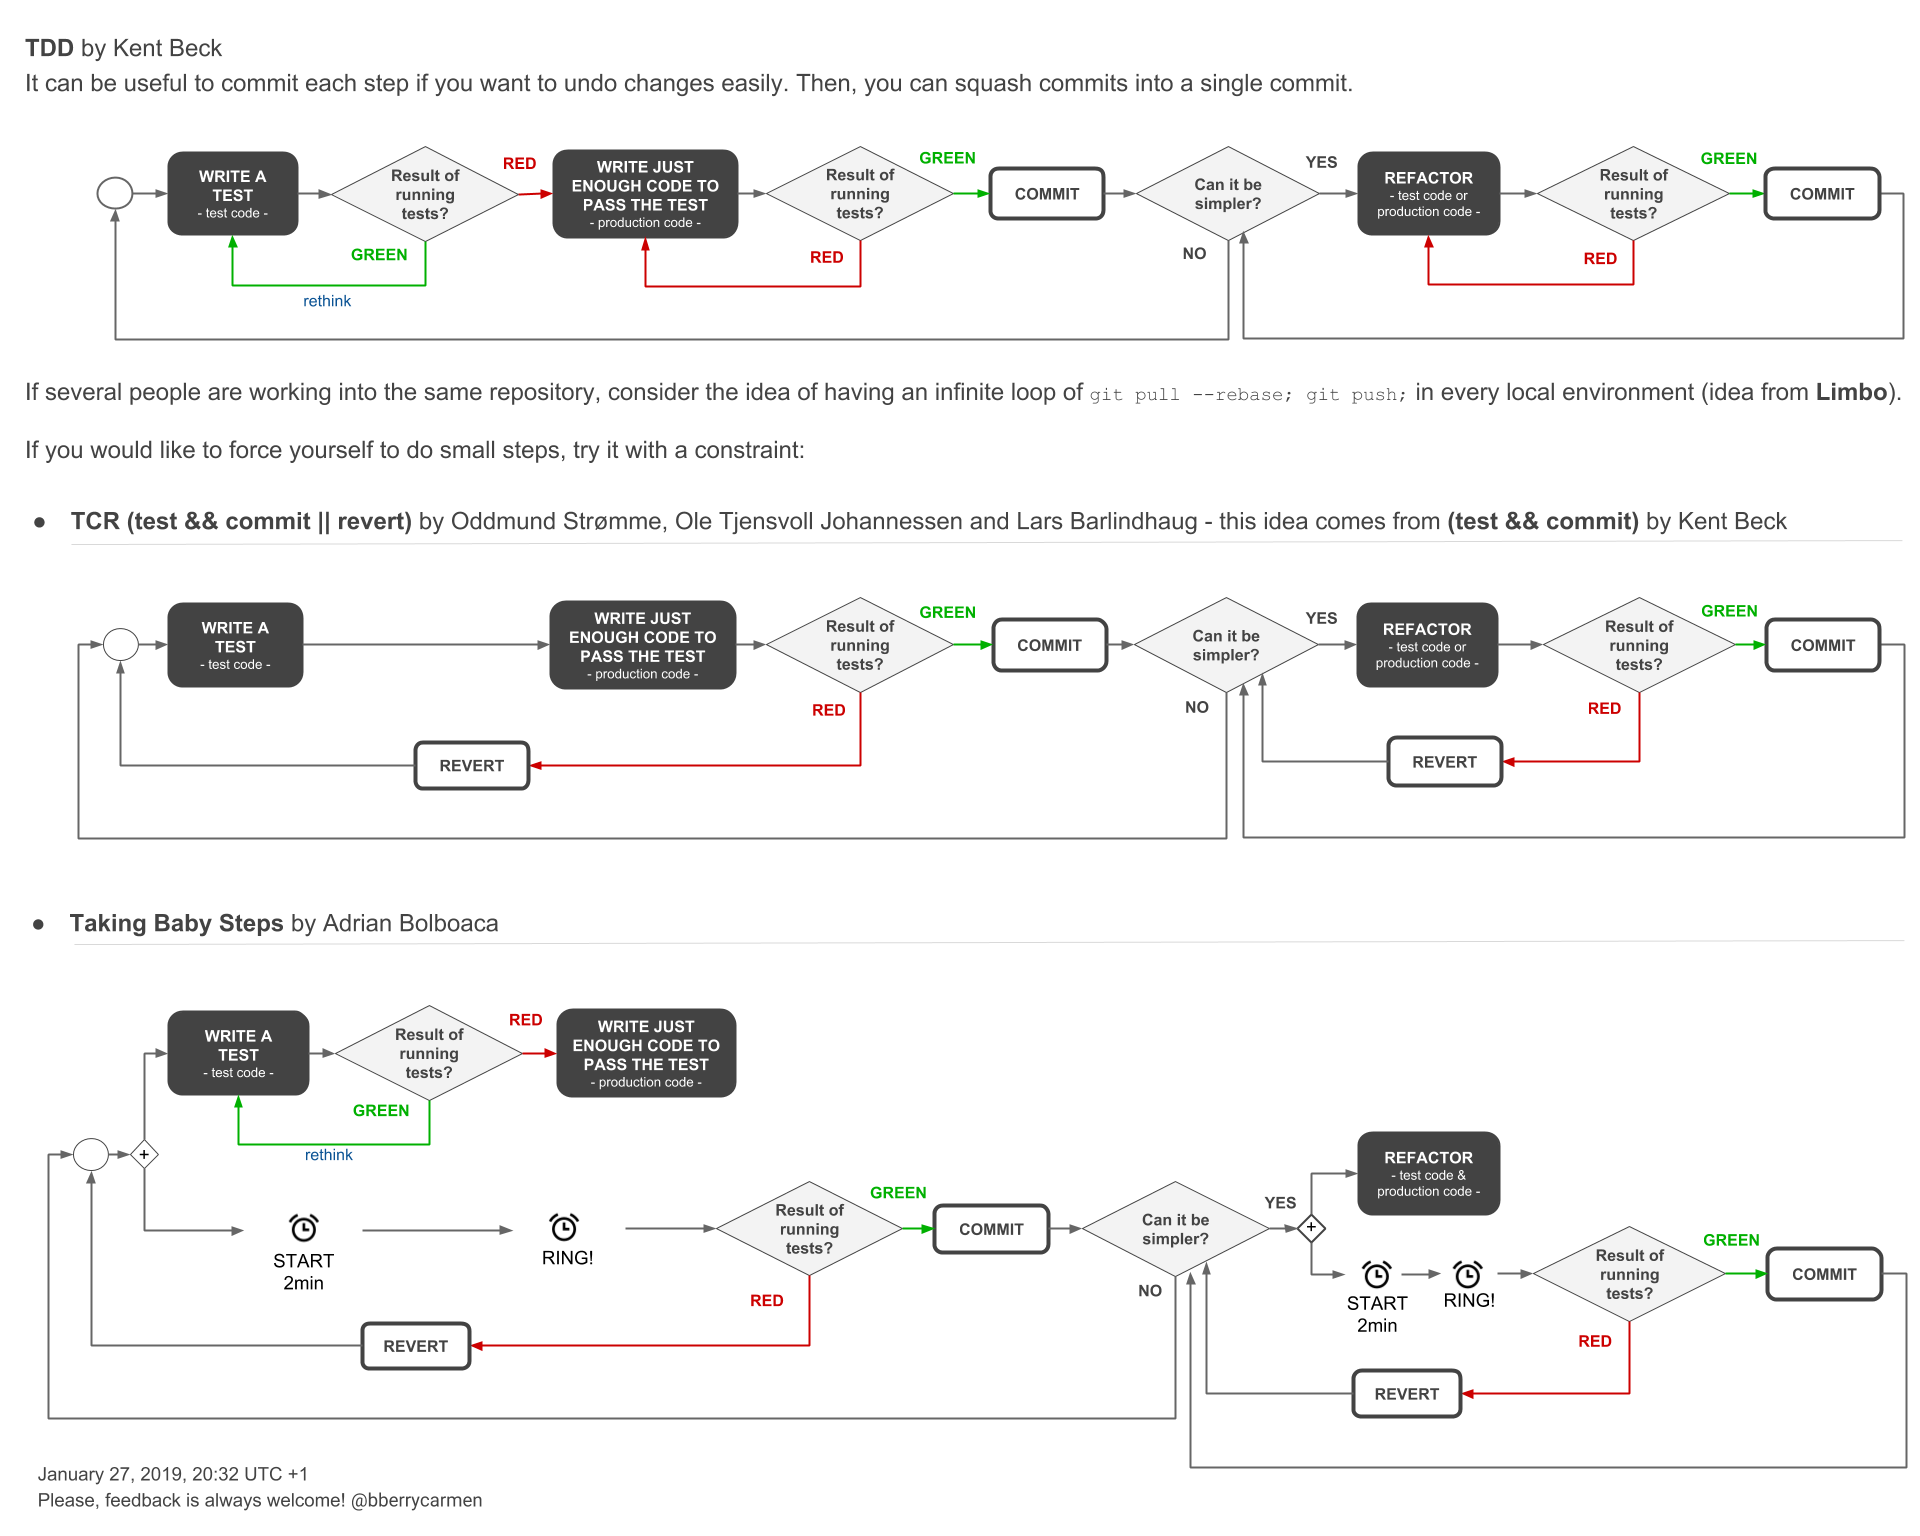 TDD by Kent Beck
It can be useful to commit each step if you want to undo changes easily. Then, you can squash commits into a single commit.
WRITE A
TEST
- test code -
Result of
running
tests?
RED
GREEN
rethink
WRITE JUST
ENOUGH CODE TO
PASS THE TEST
- production code -
Result of
running
tests?
GREEN
RED
COMMIT
Can it be
simpler?
YES
NO
REFACTOR
- test code or
production code -
Result of
running
tests?
GREEN
RED
COMMIT
If several people are working into the same repository, consider the idea of having an infinite loop of git pull --rebase; git push; in every local environment (idea from Limbo).
If you would like to force yourself to do small steps, try it with a constraint:
● TCR (test && commit || revert) by Oddmund Strømme, Ole Tjensvoll Johannessen and Lars Barlindhaug - this idea comes from (test && commit) by Kent Beck
WRITE A
TEST
- test code -
WRITE JUST
ENOUGH CODE TO
PASS THE TEST
- production code -
Result of
running
tests?
GREEN
RED
REVERT
COMMIT
Can it be
simpler?
YES
NO
REFACTOR
- test code or
production code -
Result of
running
tests?
GREEN
RED
REVERT
COMMIT
● Taking Baby Steps by Adrian Bolboaca
WRITE A
TEST
- test code -
Result of
running
tests?
RED
GREEN
rethink
WRITE JUST
ENOUGH CODE TO
PASS THE TEST
- production code -
+
START
2min
RING!
Result of
running
tests?
GREEN
RED
REVERT
COMMIT
Can it be
simpler?
YES
NO
+
REFACTOR
- test code &
production code -
START
2min
RING!
Result of
running
tests?
GREEN
RED
REVERT
COMMIT
January 27, 2019, 20:32 UTC +1
Please, feedback is always welcome! @bberrycarmen